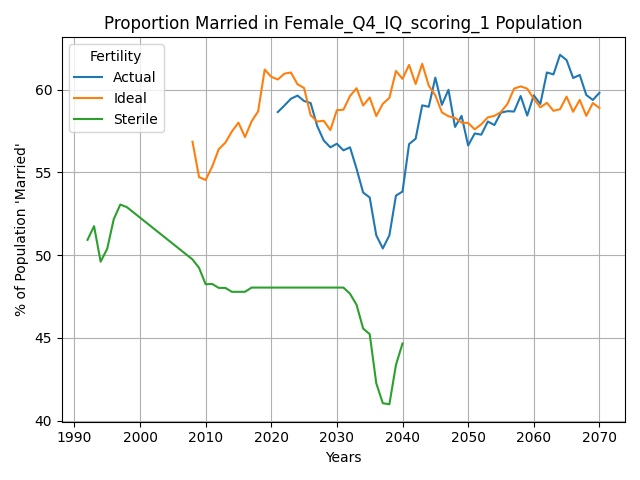 Proportion Married in Female_Q4_IQ_scoring_1 Population
Fertility
Actual
Ideal
Sterile
% of Population 'Married'
60
55
50
45
40
1990 2000 2010 2020 2030 2040 2050 2060 2070
Years